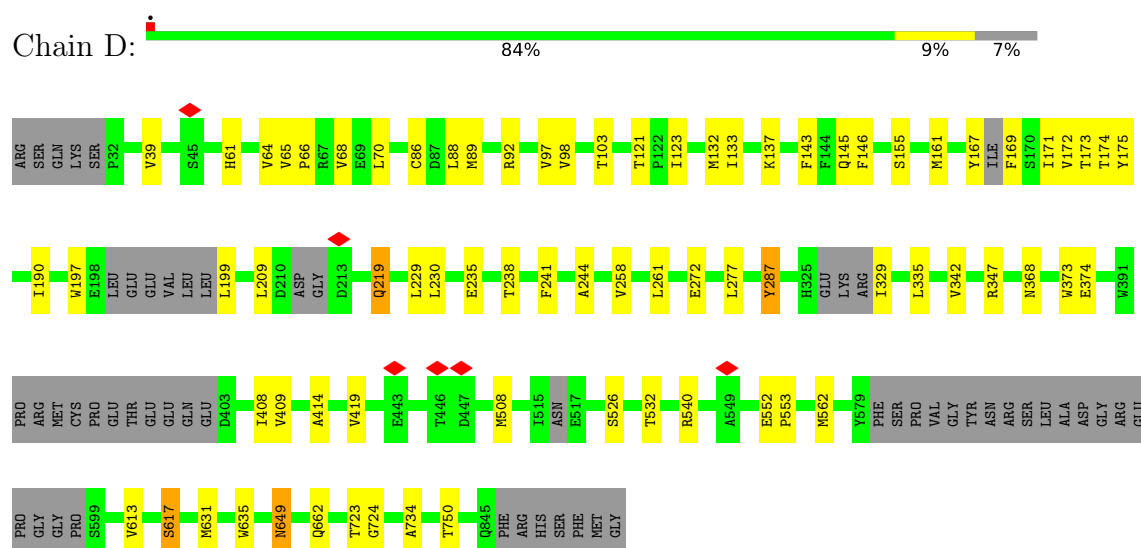 Chain D:
84% 9% 7%
ARG SER GLN LYS SER P32 V39 S45 H61 V64 V65 P66 R67 V68 E69 L70 C86 D87 L88 M89 R92 V97 V98 T103 T121 P122 I123 M132 I133 K137 F143 F144 Q145 F146 S155 M161 Y167 ILE F169 S170 I171 V172 T173 T174 Y175
I190 W197 E198 LEU GLU GLU VAL LEU LEU L199 L209 D210 ASP GLY D213 Q219 L229 L230 E235 T238 F241 A244 V258 L261 E272 L277 Y287 H325 GLU LYS ARG I329 L335 V342 R347 N368 W373 E374 W391
PRO ARG MET CYS PRO GLU THR GLU GLU GLN GLU D403 I408 V409 A414 V419 E443 T446 D447 M508 I515 ASN E517 S526 T532 R540 A549 E552 P553 M562 Y579 PHE SER PRO VAL GLY TYR ASN ARG SER LEU ALA ASP GLY ARG GLU
PRO GLY GLY PRO S599 V613 S617 M631 W635 N649 Q662 T723 G724 A734 T750 Q845 PHE ARG HIS SER PHE MET GLY